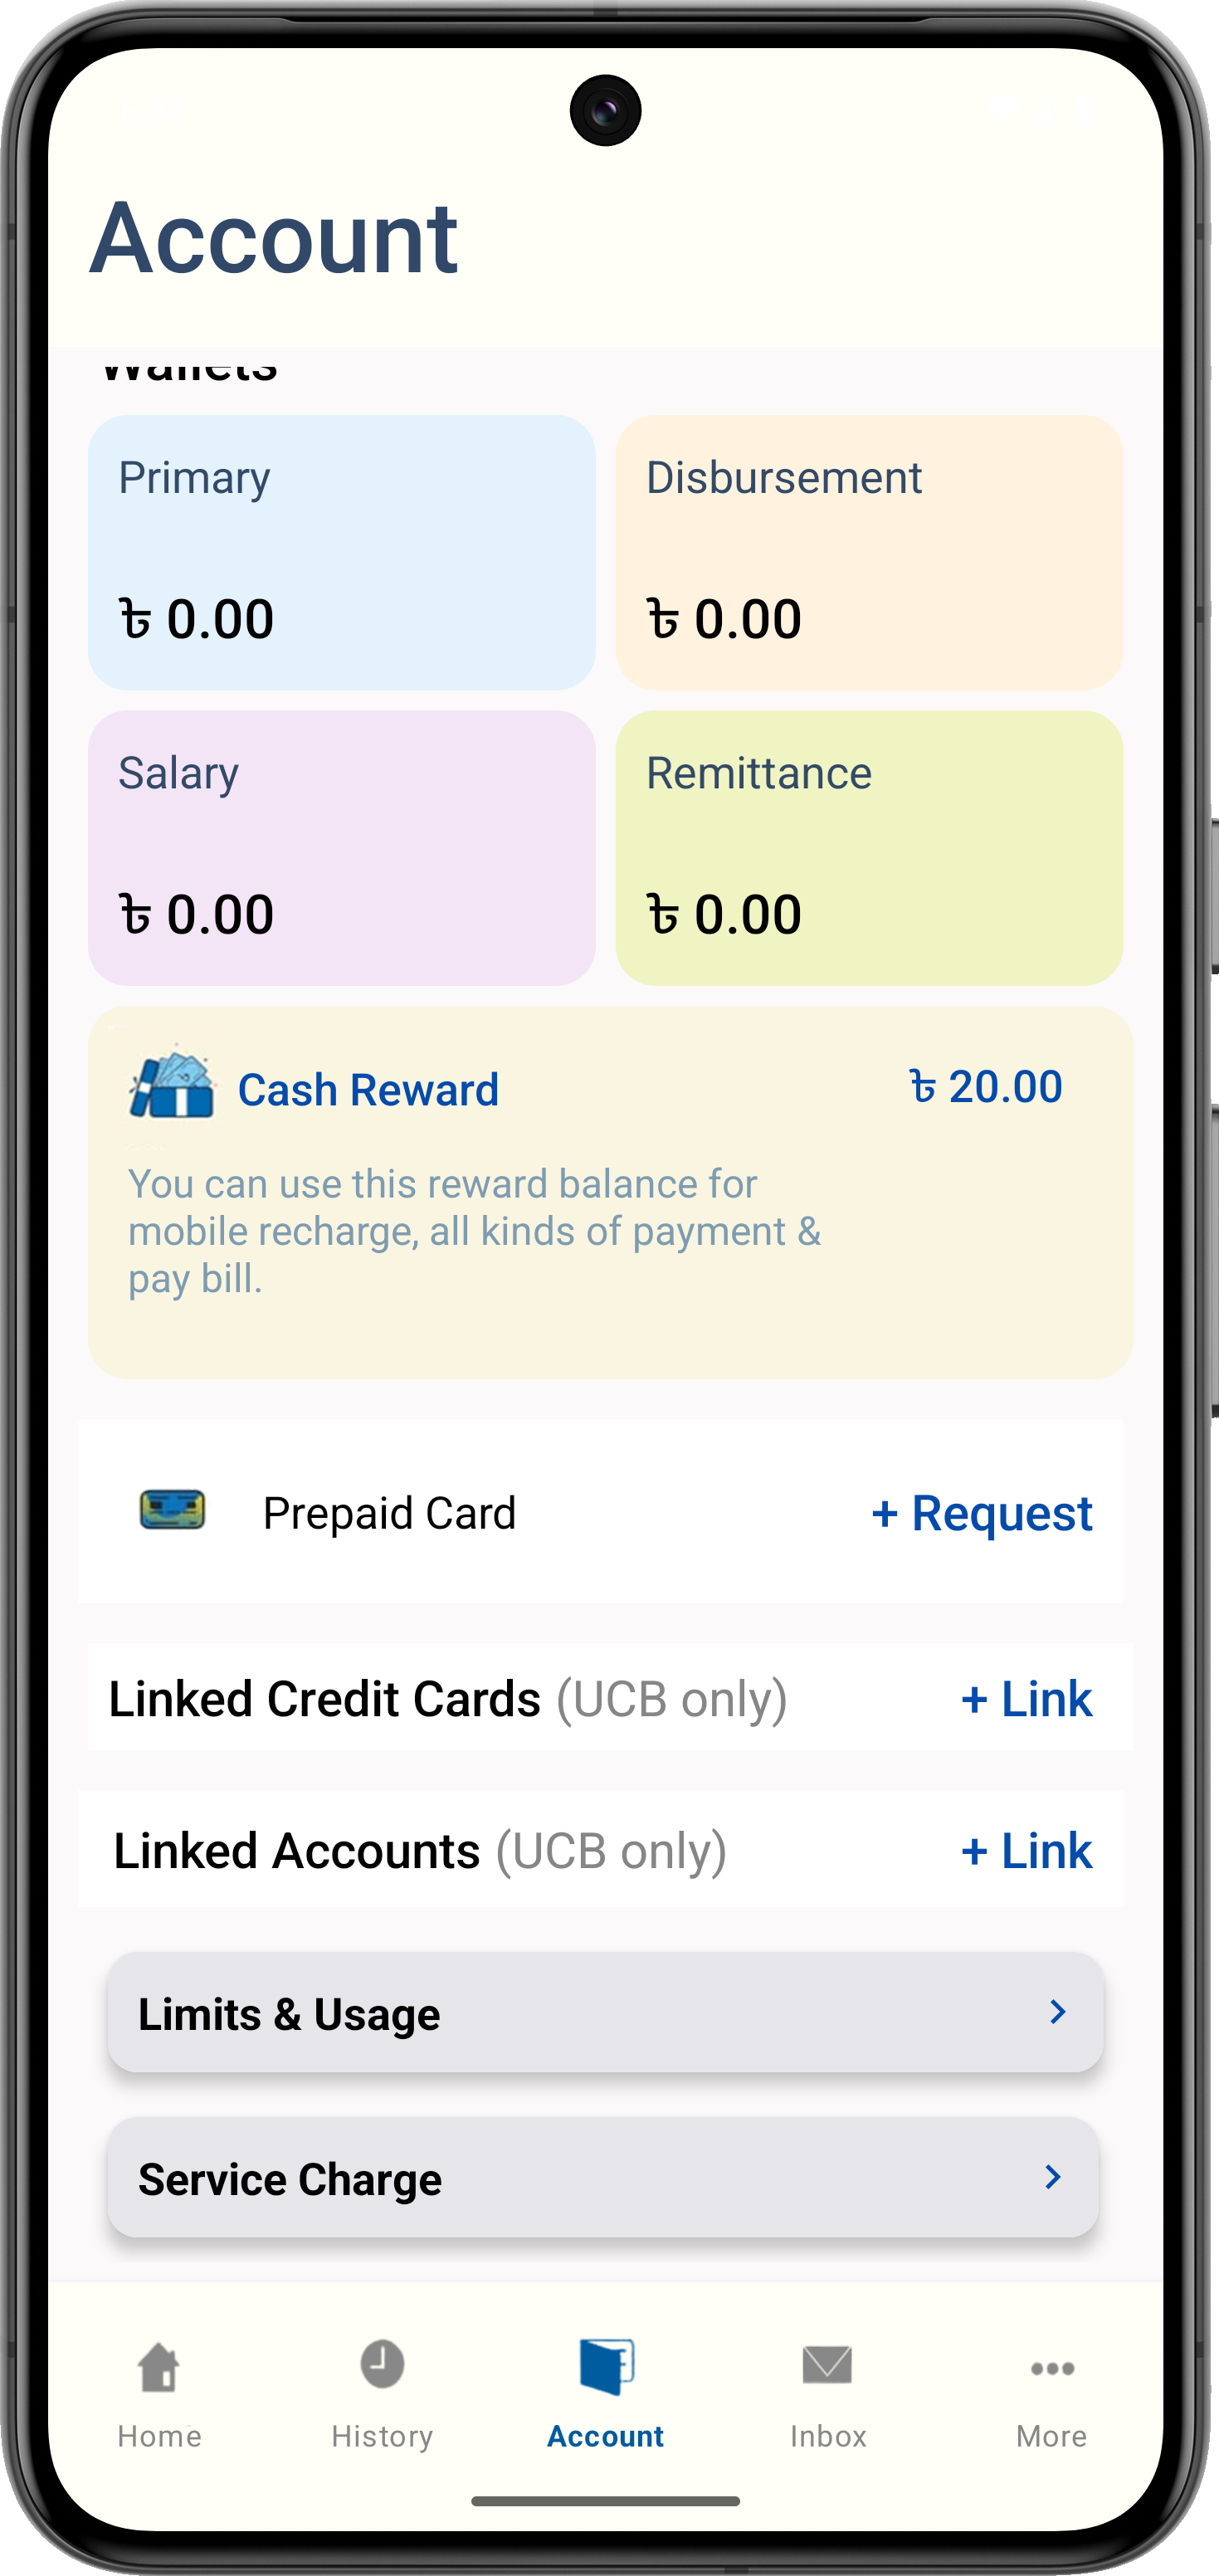 Account
Wallets
Primary
৳ 0.00
Disbursement
৳ 0.00
Salary
৳ 0.00
Remittance
৳ 0.00
Cash Reward
৳ 20.00
You can use this reward balance for
mobile recharge, all kinds of payment &
pay bill.
Prepaid Card
+ Request
Linked Credit Cards (UCB only)
+ Link
Linked Accounts (UCB only)
+ Link
Limits & Usage
Service Charge
Home
History
Account
Inbox
More